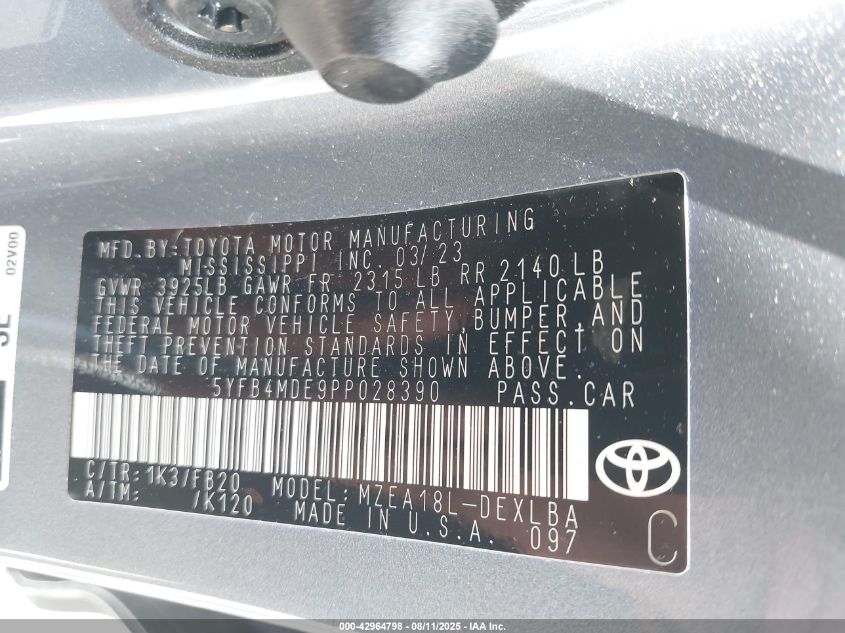 MFD.BY:TOYOTA MOTOR MANUFACTURING
MISSISSIPPI INC. 03/23
GVWR 3925LB GAWR FR 2315 LB RR 2140 LB
THIS VEHICLE CONFORMS TO ALL APPLICABLE
FEDERAL MOTOR VEHICLE SAFETY,BUMPER,AND
THEFT PREVENTION STANDARDS IN EFFECT ON
THE DATE OF MANUFACTURE SHOWN ABOVE.
5YFB4MDE9PP028390 PASS.CAR
C/TR:1K37/FB20 MODEL:MZEA18L-DEXLBA
A/TM: /K120 MADE IN U.S.A. 097
C
02V00
000-42964798 - 08/11/2025 - IAA Inc.